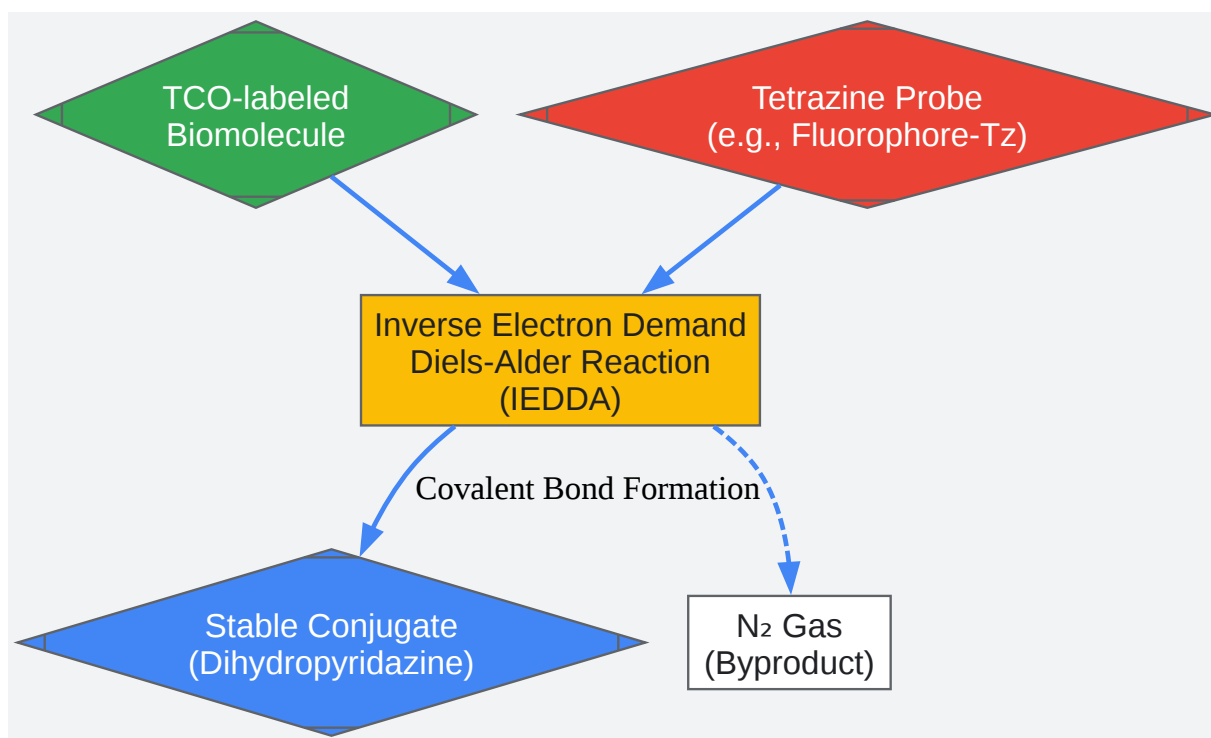 TCO-labeled
Biomolecule
Tetrazine Probe
(e.g., Fluorophore-Tz)
Inverse Electron Demand
Diels-Alder Reaction
(IEDDA)
Covalent Bond Formation
Stable Conjugate
(Dihydropyridazine)
N₂ Gas
(Byproduct)